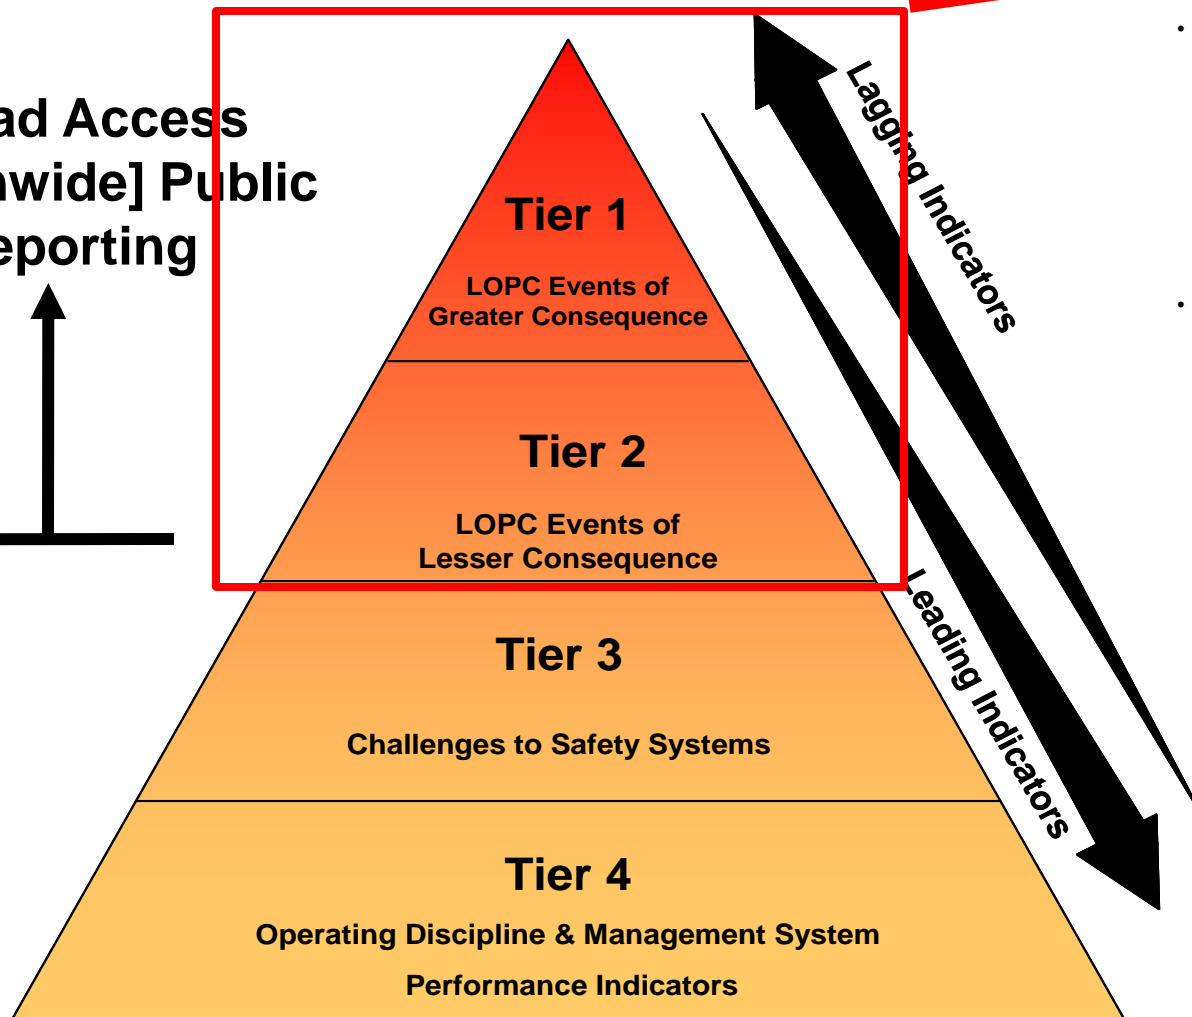 ad Access
wide] Public
eporting
Tier 1
LOPC Events of
Greater Consequence
Tier 2
LOPC Events of
Lesser Consequence
Tier 3
Challenges to Safety Systems
Tier 4
Operating Discipline & Management System
Performance Indicators
Lagging Indicators
Leading Indicators